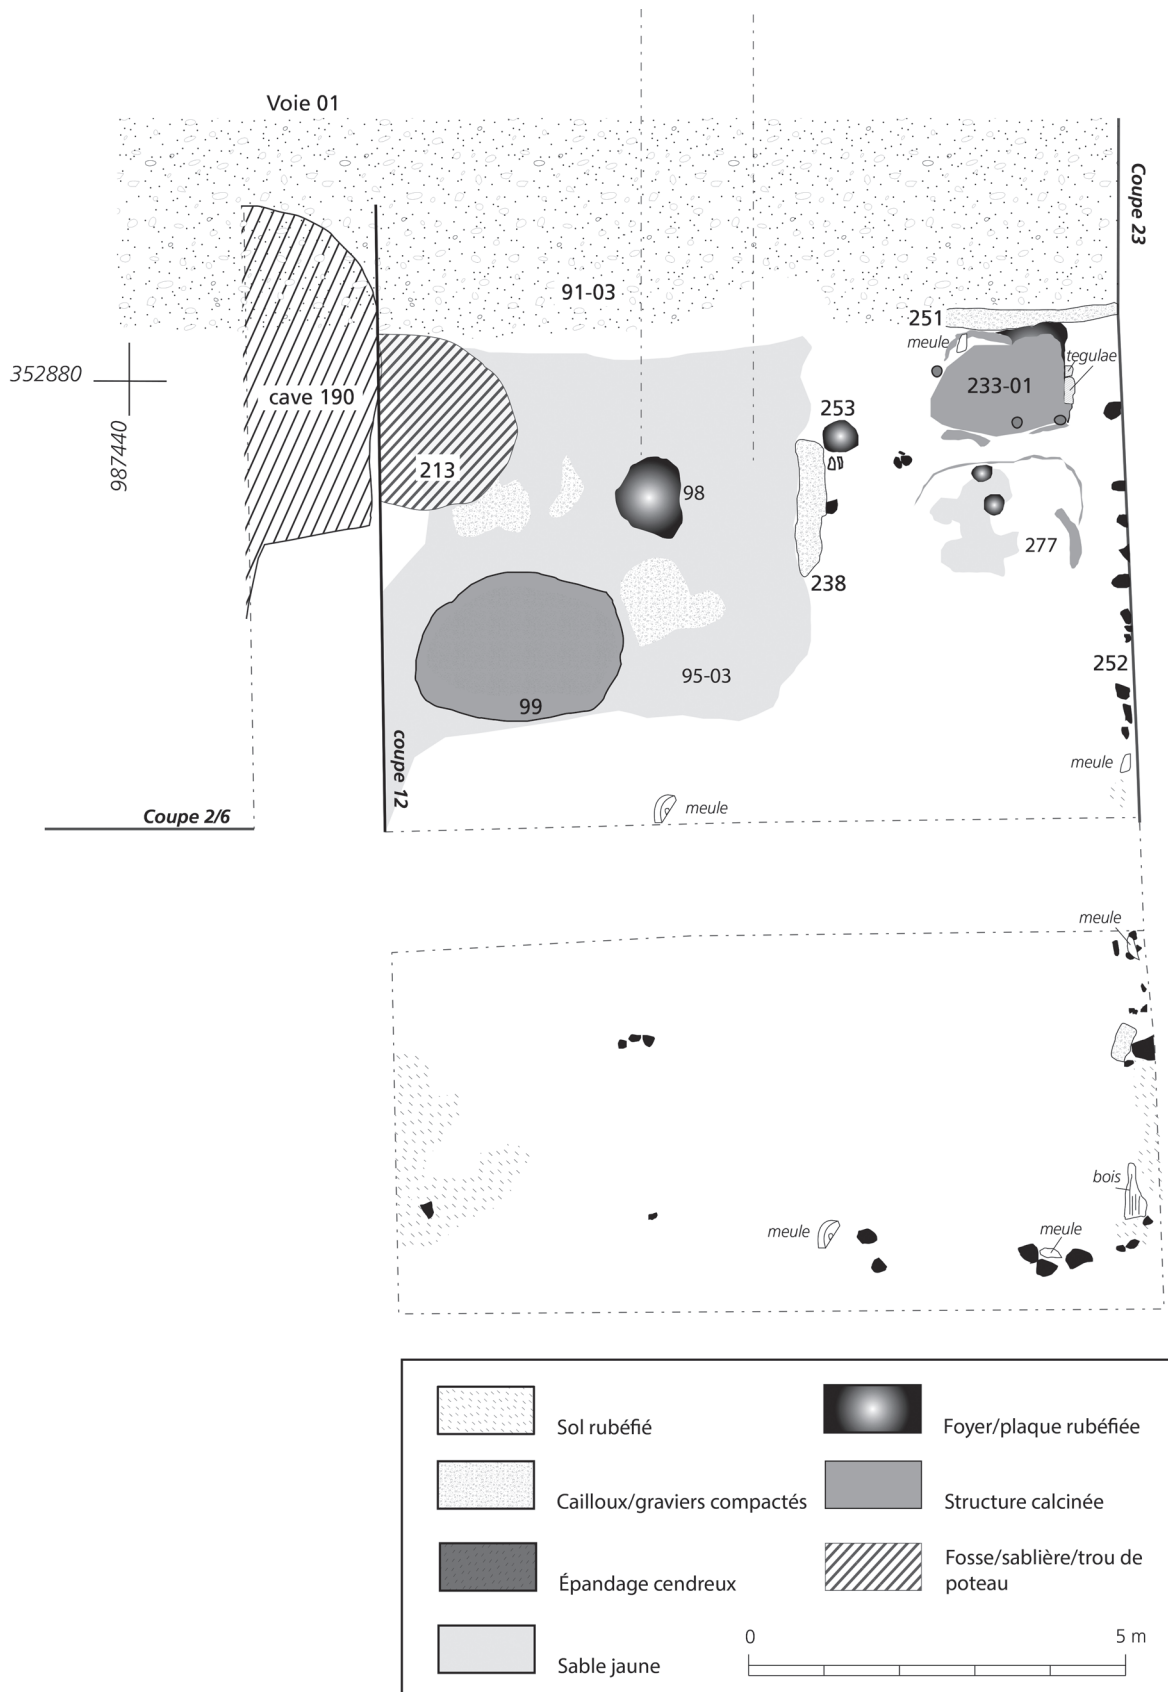 Voie 01
Coupe 23
91-03
251
meule
tegulae
352880
987440
cave 190
233-01
253
213
98
277
238
252
95-03
99
coupe 12
meule
Coupe 2/6
meule
meule
bois
meule
meule
Sol rubéfié
Foyer/plaque rubéfiée
Cailloux/graviers compactés
Structure calcinée
Épandage cendreux
Fosse/sablière/trou de
poteau
Sable jaune
0
5 m